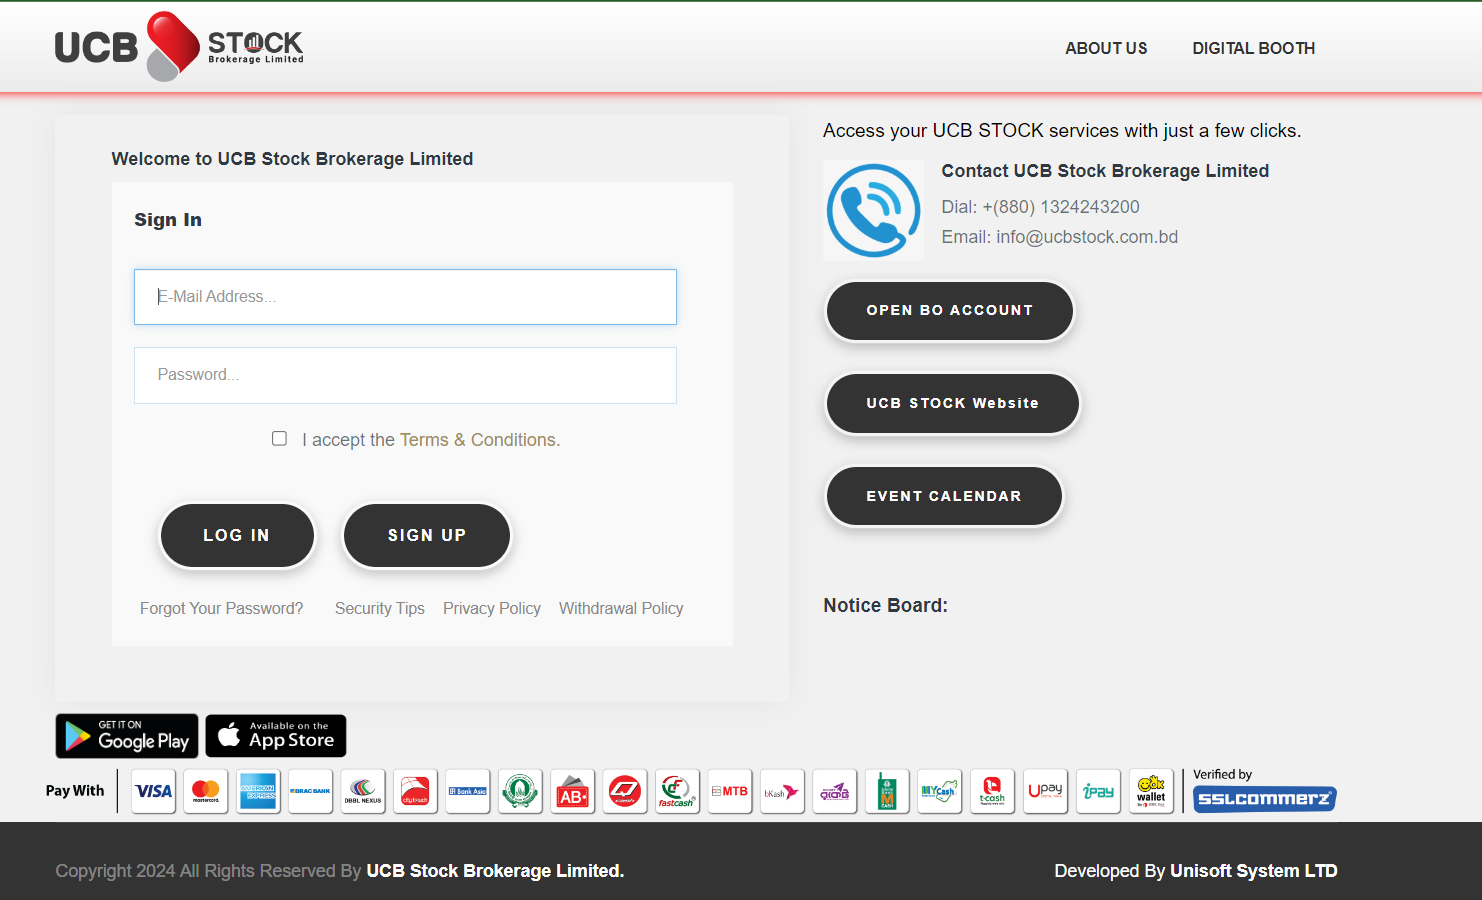 UCB STOCK
Brokerage Limited
ABOUT US DIGITAL BOOTH
Welcome to UCB Stock Brokerage Limited
Sign In
E-Mail Address...
Password...
I accept the Terms & Conditions.
LOG IN SIGN UP
Forgot Your Password? Security Tips Privacy Policy Withdrawal Policy
Access your UCB STOCK services with just a few clicks.
Contact UCB Stock Brokerage Limited
Dial: +(880) 1324243200
Email: info@ucbstock.com.bd
OPEN BO ACCOUNT
UCB STOCK Website
EVENT CALENDAR
Notice Board:
GET IT ON
Google Play
Available on the
App Store
Pay With
VISA
mastercard
AMERICAN EXPRESS
BRAC BANK
DBBL NEXUS
citytouch
Bank Asia
AB
fastcash
MTB
bKash
MYCash
t-cash
Upay
iPay
ok wallet
Verified by
SSLCOMMERZ
Copyright 2024 All Rights Reserved By UCB Stock Brokerage Limited.
Developed By Unisoft System LTD